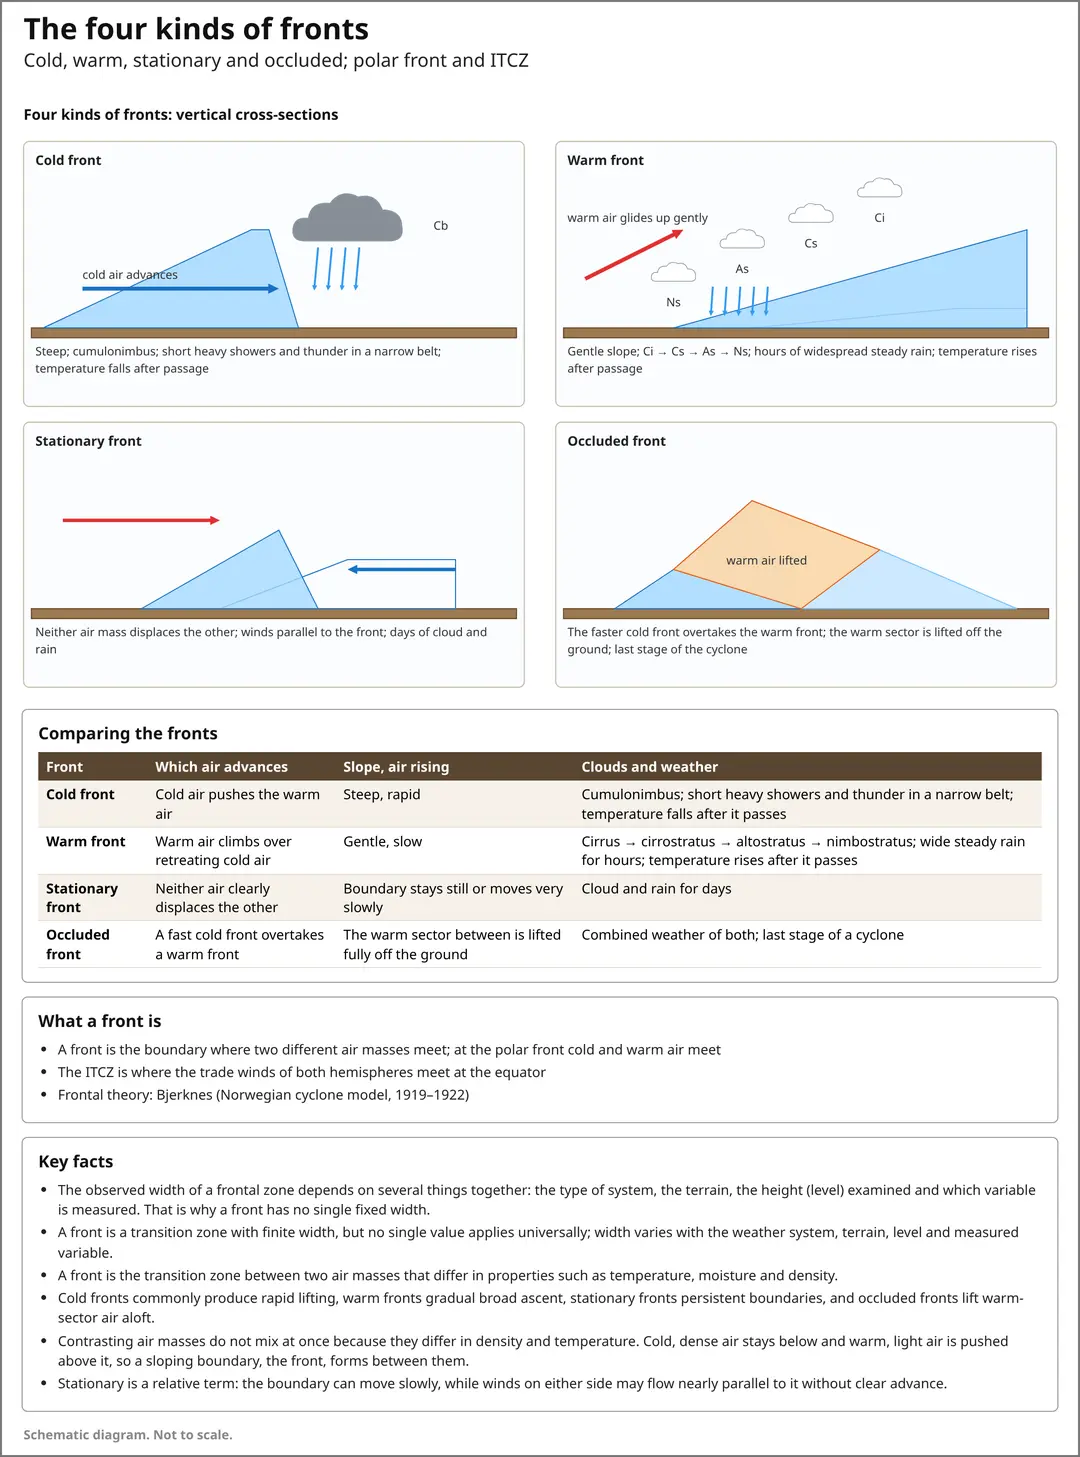 The four kinds of fronts
Cold, warm, stationary and occluded; polar front and ITCZ
Four kinds of fronts: vertical cross-sections
Cold front
Cb
cold air advances
Steep; cumulonimbus; short heavy showers and thunder in a narrow belt;
temperature falls after passage
Warm front
warm air glides up gently
Ci
Cs
As
Ns
Gentle slope; Ci → Cs → As → Ns; hours of widespread steady rain; temperature rises
after passage
Stationary front
Neither air mass displaces the other; winds parallel to the front; days of cloud and
rain
Occluded front
warm air lifted
The faster cold front overtakes the warm front; the warm sector is lifted off the
ground; last stage of the cyclone
Comparing the fronts
Front Which air advances Slope, air rising Clouds and weather
Cold front Cold air pushes the warm Steep, rapid Cumulonimbus; short heavy showers and thunder in a narrow belt;
air temperature falls after it passes
Warm front Warm air climbs over Gentle, slow Cirrus → cirrostratus → altostratus → nimbostratus; wide steady rain
retreating cold air for hours; temperature rises after it passes
Stationary Neither air clearly Boundary stays still or moves very Cloud and rain for days
front displaces the other slowly
Occluded A fast cold front overtakes The warm sector between is lifted Combined weather of both; last stage of a cyclone
front a warm front fully off the ground
What a front is
• A front is the boundary where two different air masses meet; at the polar front cold and warm air meet
• The ITCZ is where the trade winds of both hemispheres meet at the equator
• Frontal theory: Bjerknes (Norwegian cyclone model, 1919–1922)
Key facts
• The observed width of a frontal zone depends on several things together: the type of system, the terrain, the height (level) examined and which variable
is measured. That is why a front has no single fixed width.
• A front is a transition zone with finite width, but no single value applies universally; width varies with the weather system, terrain, level and measured
variable.
• A front is the transition zone between two air masses that differ in properties such as temperature, moisture and density.
• Cold fronts commonly produce rapid lifting, warm fronts gradual broad ascent, stationary fronts persistent boundaries, and occluded fronts lift warm-
sector air aloft.
• Contrasting air masses do not mix at once because they differ in density and temperature. Cold, dense air stays below and warm, light air is pushed
above it, so a sloping boundary, the front, forms between them.
• Stationary is a relative term: the boundary can move slowly, while winds on either side may flow nearly parallel to it without clear advance.
Schematic diagram. Not to scale.